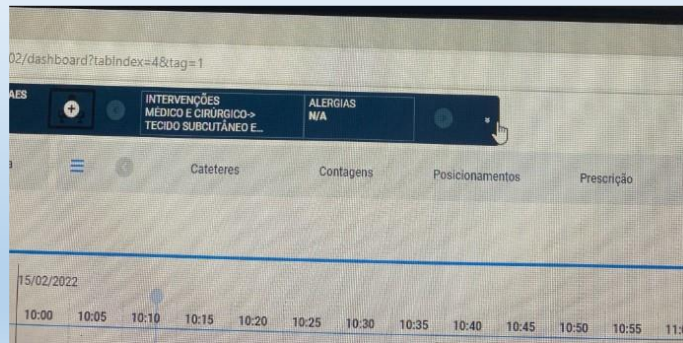 02/dashboard?tabIndex=4&tag=1
AES
INTERVENÇÕES
MÉDICO E CIRÚRGICO->
TECIDO SUBCUTÂNEO E...
ALERGIAS
N/A
Cateteres Contagens Posicionamentos Prescrição
15/02/2022
10:00 10:05 10:10 10:15 10:20 10:25 10:30 10:35 10:40 10:45 10:50 10:55 11: